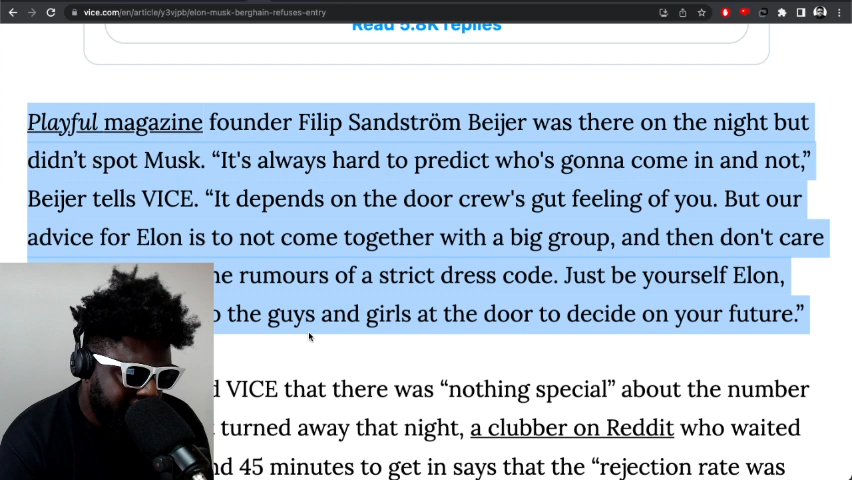 vice.com/en/article/y3vjpb/elon-musk-berghain-refuses-entry
Read 5.8K replies
Playful magazine founder Filip Sandström Beijer was there on the night but
didn’t spot Musk. “It's always hard to predict who's gonna come in and not,”
Beijer tells VICE. “It depends on the door crew's gut feeling of you. But our
advice for Elon is to not come together with a big group, and then don't care
rumours of a strict dress code. Just be yourself Elon,
the guys and girls at the door to decide on your future.”
VICE that there was “nothing special” about the number
turned away that night, a clubber on Reddit who waited
45 minutes to get in says that the “rejection rate was